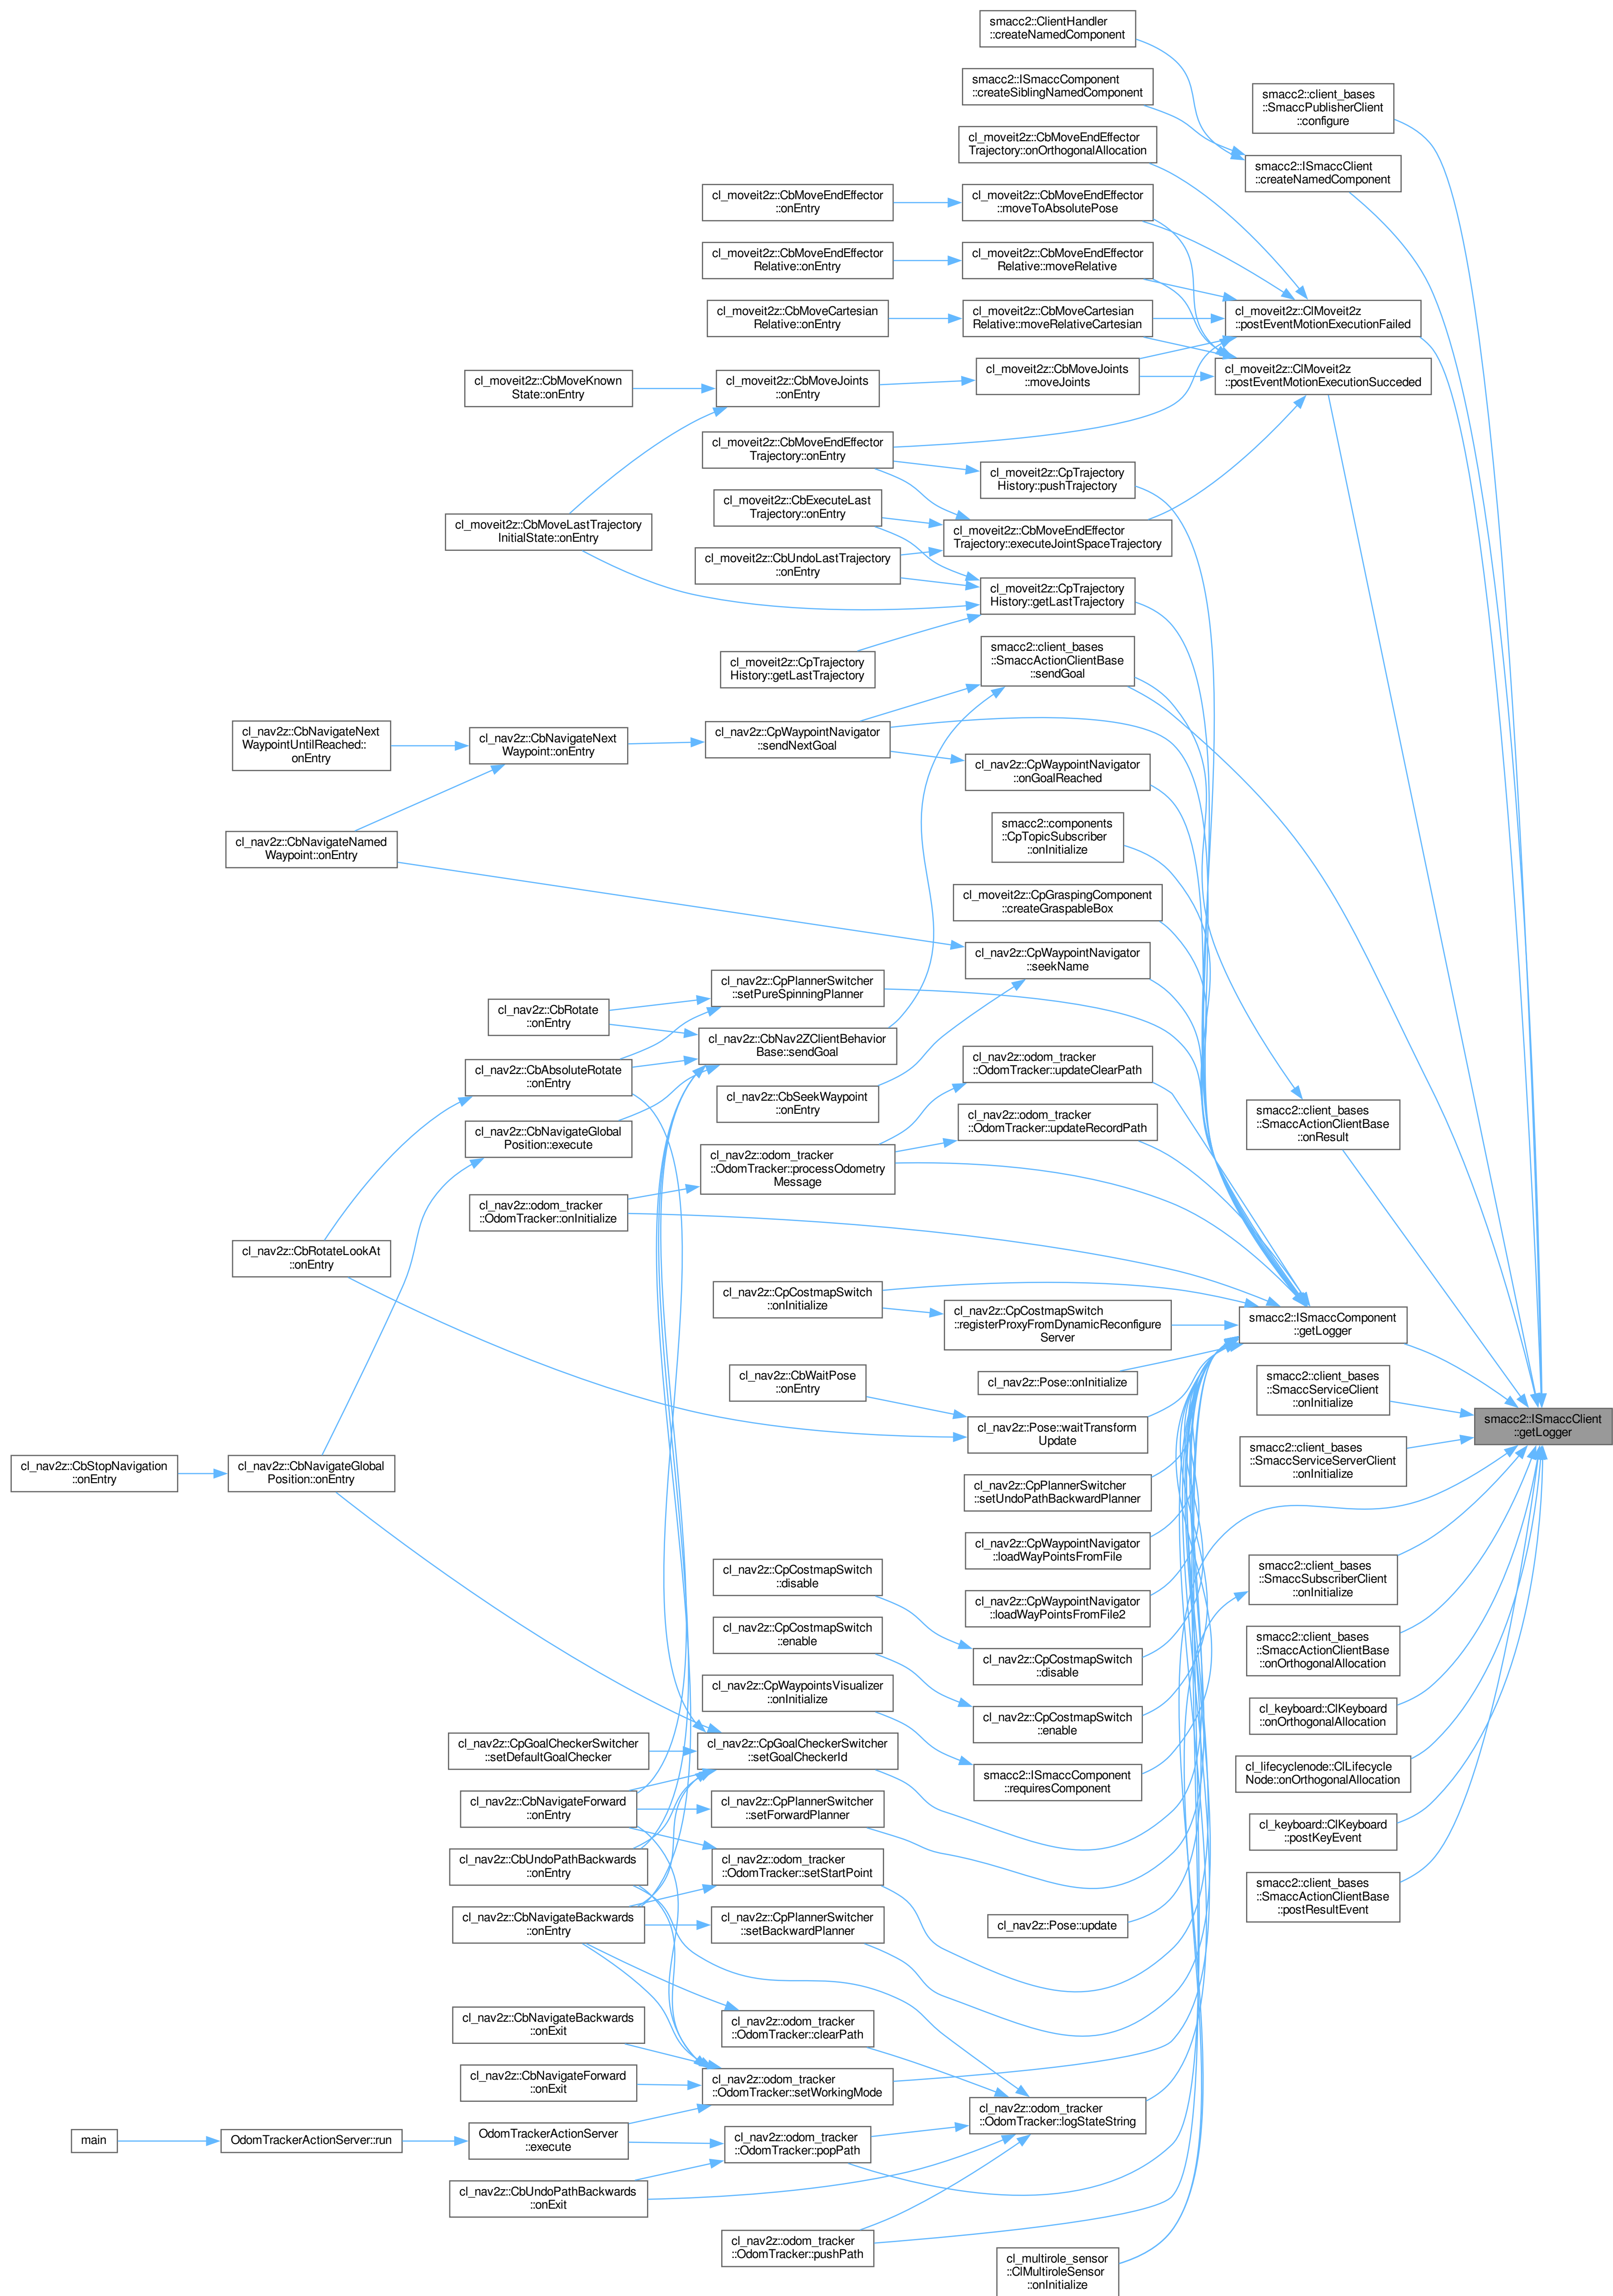 smacc2::ClientHandler
::createNamedComponent
smacc2::ISmaccComponent
::createSiblingNamedComponent
smacc2::client_bases
::SmaccPublisherClient
::configure
cl_moveit2z::CbMoveEndEffector
Trajectory::onOrthogonalAllocation
smacc2::ISmaccClient
::createNamedComponent
cl_moveit2z::CbMoveEndEffector
::onEntry
cl_moveit2z::CbMoveEndEffector
::moveToAbsolutePose
cl_moveit2z::CbMoveEndEffector
Relative::onEntry
cl_moveit2z::CbMoveEndEffector
Relative::moveRelative
cl_moveit2z::CbMoveCartesian
Relative::onEntry
cl_moveit2z::CbMoveCartesian
Relative::moveRelativeCartesian
cl_moveit2z::ClMoveit2z
::postEventMotionExecutionFailed
cl_moveit2z::CbMoveKnown
State::onEntry
cl_moveit2z::CbMoveJoints
::onEntry
cl_moveit2z::CbMoveJoints
::moveJoints
cl_moveit2z::ClMoveit2z
::postEventMotionExecutionSucceded
cl_moveit2z::CbMoveEndEffector
Trajectory::onEntry
cl_moveit2z::CpTrajectory
History::pushTrajectory
cl_moveit2z::CbExecuteLast
Trajectory::onEntry
cl_moveit2z::CbMoveLastTrajectory
InitialState::onEntry
cl_moveit2z::CbMoveEndEffector
Trajectory::executeJointSpaceTrajectory
cl_moveit2z::CbUndoLastTrajectory
::onEntry
cl_moveit2z::CpTrajectory
History::getLastTrajectory
cl_moveit2z::CpTrajectory
History::getLastTrajectory
smacc2::client_bases
::SmaccActionClientBase
::sendGoal
cl_nav2z::CbNavigateNext
WaypointUntilReached::
onEntry
cl_nav2z::CbNavigateNext
Waypoint::onEntry
cl_nav2z::CpWaypointNavigator
::sendNextGoal
cl_nav2z::CpWaypointNavigator
::onGoalReached
cl_nav2z::CbNavigateNamed
Waypoint::onEntry
smacc2::components
::CpTopicSubscriber
::onInitialize
cl_moveit2z::CpGraspingComponent
::createGraspableBox
cl_nav2z::CpWaypointNavigator
::seekName
cl_nav2z::CpPlannerSwitcher
::setPureSpinningPlanner
cl_nav2z::CbRotate
::onEntry
cl_nav2z::CbNav2ZClientBehavior
Base::sendGoal
cl_nav2z::CbAbsoluteRotate
::onEntry
cl_nav2z::odom_tracker
::OdomTracker::updateClearPath
cl_nav2z::CbSeekWaypoint
::onEntry
cl_nav2z::odom_tracker
::OdomTracker::updateRecordPath
smacc2::client_bases
::SmaccActionClientBase
::onResult
cl_nav2z::CbNavigateGlobal
Position::execute
cl_nav2z::odom_tracker
::OdomTracker::processOdometry
Message
cl_nav2z::odom_tracker
::OdomTracker::onInitialize
cl_nav2z::CbRotateLookAt
::onEntry
cl_nav2z::CpCostmapSwitch
::onInitialize
cl_nav2z::CpCostmapSwitch
::registerProxyFromDynamicReconfigure
Server
smacc2::ISmaccComponent
::getLogger
cl_nav2z::Pose::onInitialize
cl_nav2z::CbWaitPose
::onEntry
smacc2::client_bases
::SmaccServiceClient
::onInitialize
cl_nav2z::Pose::waitTransform
Update
smacc2::ISmaccClient
::getLogger
cl_nav2z::CbStopNavigation
::onEntry
cl_nav2z::CbNavigateGlobal
Position::onEntry
smacc2::client_bases
::SmaccServiceServerClient
::onInitialize
cl_nav2z::CpPlannerSwitcher
::setUndoPathBackwardPlanner
cl_nav2z::CpWaypointNavigator
::loadWayPointsFromFile
cl_nav2z::CpCostmapSwitch
::disable
smacc2::client_bases
::SmaccSubscriberClient
::onInitialize
cl_nav2z::CpWaypointNavigator
::loadWayPointsFromFile2
cl_nav2z::CpCostmapSwitch
::enable
cl_nav2z::CpCostmapSwitch
::disable
smacc2::client_bases
::SmaccActionClientBase
::onOrthogonalAllocation
cl_nav2z::CpWaypointsVisualizer
::onInitialize
cl_nav2z::CpCostmapSwitch
::enable
cl_keyboard::ClKeyboard
::onOrthogonalAllocation
cl_nav2z::CpGoalCheckerSwitcher
::setDefaultGoalChecker
cl_nav2z::CpGoalCheckerSwitcher
::setGoalCheckerId
smacc2::ISmaccComponent
::requiresComponent
cl_lifecyclenode::ClLifecycle
Node::onOrthogonalAllocation
cl_nav2z::CbNavigateForward
::onEntry
cl_nav2z::CpPlannerSwitcher
::setForwardPlanner
cl_keyboard::ClKeyboard
::postKeyEvent
cl_nav2z::CbUndoPathBackwards
::onEntry
cl_nav2z::odom_tracker
::OdomTracker::setStartPoint
smacc2::client_bases
::SmaccActionClientBase
::postResultEvent
cl_nav2z::CbNavigateBackwards
::onEntry
cl_nav2z::CpPlannerSwitcher
::setBackwardPlanner
cl_nav2z::Pose::update
cl_nav2z::CbNavigateBackwards
::onExit
cl_nav2z::odom_tracker
::OdomTracker::clearPath
cl_nav2z::CbNavigateForward
::onExit
cl_nav2z::odom_tracker
::OdomTracker::setWorkingMode
cl_nav2z::odom_tracker
::OdomTracker::logStateString
main
OdomTrackerActionServer::run
OdomTrackerActionServer
::execute
cl_nav2z::odom_tracker
::OdomTracker::popPath
cl_nav2z::CbUndoPathBackwards
::onExit
cl_nav2z::odom_tracker
::OdomTracker::pushPath
cl_multirole_sensor
::ClMultiroleSensor
::onInitialize